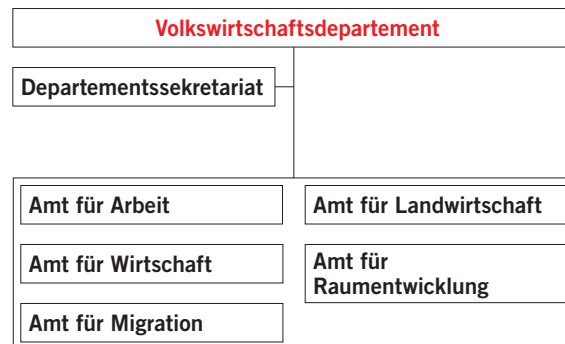 Volkswirtschaftsdepartement
Departementssekretariat
Amt für Arbeit
Amt für Wirtschaft
Amt für Migration
Amt für Landwirtschaft
Amt für
Raumentwicklung